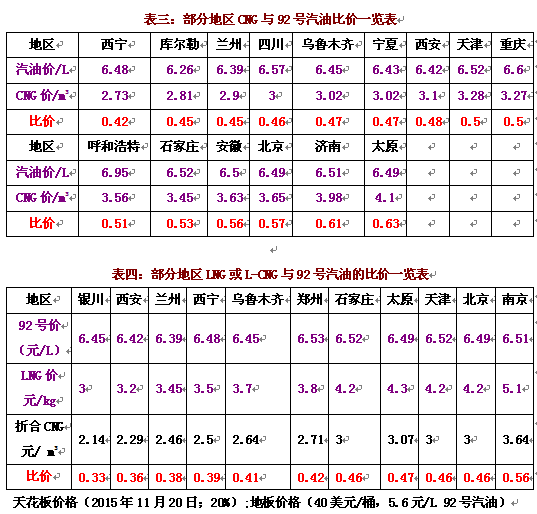 表三：部分地区 CNG 与 92 号汽油比价一览表
地区 西宁 库尔勒 兰州 四川 乌鲁木齐 宁夏 西安 天津 重庆
汽油价/L 6.48 6.26 6.39 6.57 6.45 6.43 6.42 6.52 6.6
CNG 价/m³ 2.73 2.81 2.9 3 3.02 3.02 3.1 3.28 3.27
比价 0.42 0.45 0.45 0.46 0.47 0.47 0.48 0.5 0.5
地区 呼和浩特 石家庄 安徽 北京 济南 太原
汽油价/L 6.95 6.52 6.5 6.49 6.51 6.49
CNG 价/m³ 3.56 3.45 3.63 3.65 3.98 4.1
比价 0.51 0.53 0.56 0.57 0.61 0.63
表四：部分地区 LNG 或 L-CNG 与 92 号汽油的比价一览表
地区 银川 西安 兰州 西宁 乌鲁木齐 郑州 石家庄 太原 天津 北京 南京
92 号价（元/L） 6.45 6.42 6.39 6.48 6.45 6.53 6.52 6.49 6.52 6.49 6.51
LNG 价元/kg 3 3.2 3.45 3.5 3.7 3.8 4.2 4.3 4.2 4.2 5.1
折合 CNG 元/ m³ 2.14 2.29 2.46 2.5 2.64 2.71 3 3.07 3 3 3.64
比价 0.33 0.36 0.38 0.39 0.41 0.42 0.46 0.47 0.46 0.46 0.56
天花板价格（2015 年 11 月 20 日；20%）;地板价格（40 美元/桶，5.6 元/L 92 号汽油）